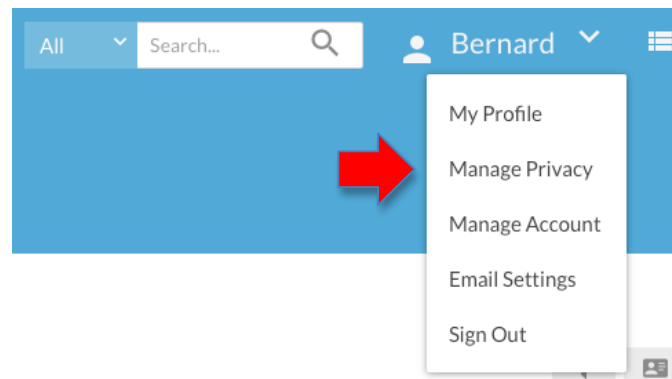 All Search... Bernard
My Profile
Manage Privacy
Manage Account
Email Settings
Sign Out